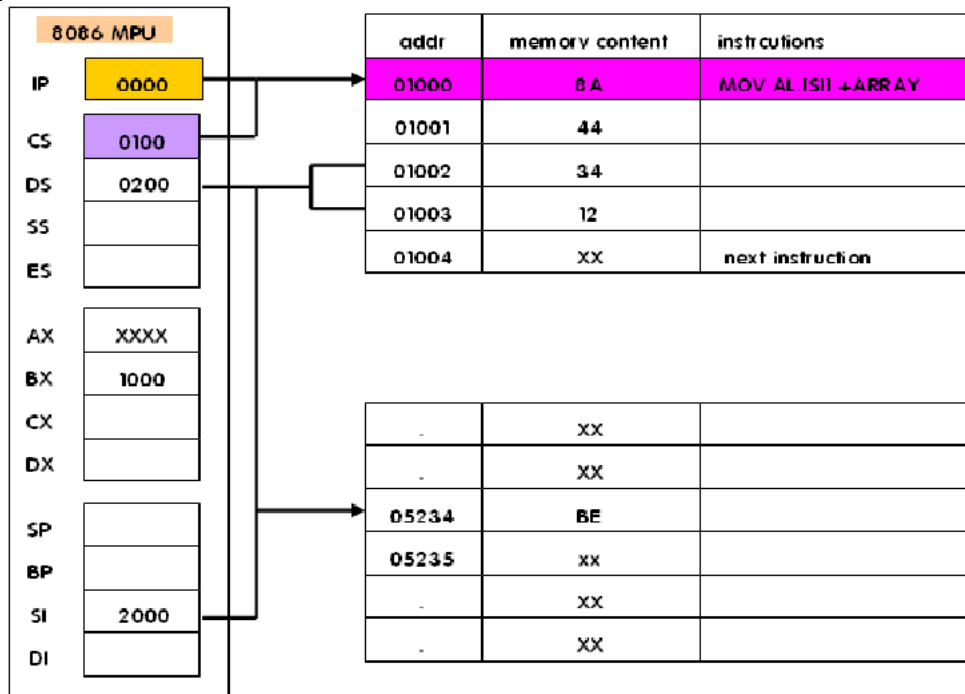 8086 MPU
IP 0000
CS 0100
DS 0200
SS
ES
AX XXXX
BX 1000
CX
DX
SP
BP
SI 2000
DI
addr memory content instrcutions
01000 8A MOV AL,[SI] +ARRAY
01001 44
01002 34
01003 12
01004 XX next instruction
. XX
. XX
05234 BE
05235 xx
. XX
. XX